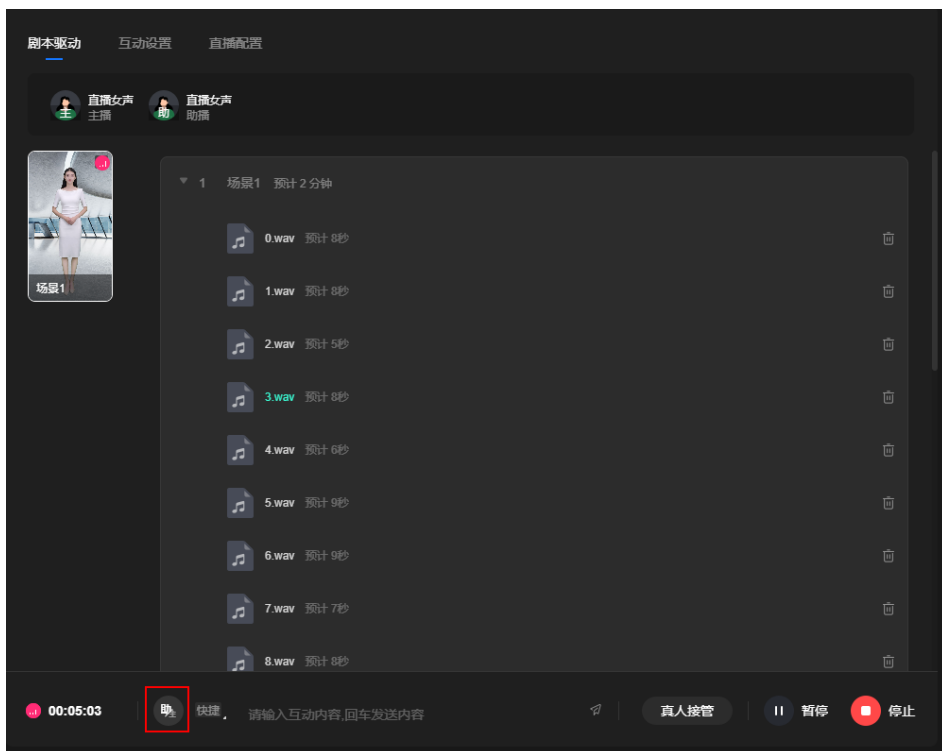 剧本驱动 互动设置 直播配置
主 直播女声 助 直播女声
主播 助播
1 场景1 预计 2 分钟
0.wav 预计 8秒
1.wav 预计 8秒
2.wav 预计 5秒
场景1
3.wav 预计 8秒
4.wav 预计 6秒
5.wav 预计 9秒
6.wav 预计 9秒
7.wav 预计 7秒
8.wav 预计 8秒
00:05:03 助主 快捷 请输入互动内容,回车发送内容 真人接管 暂停 停止